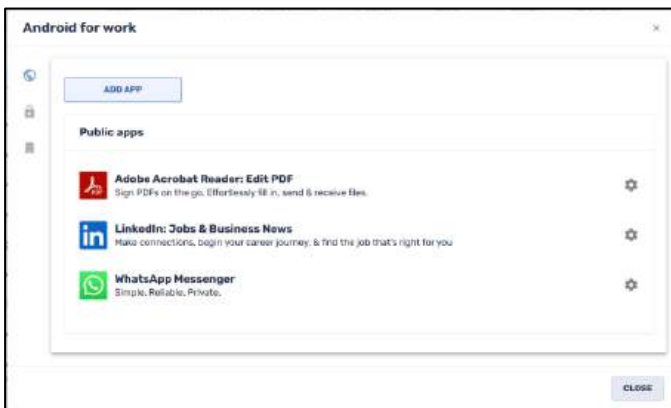 Android for work
ADD APP
Public apps
Adobe Acrobat Reader: Edit PDF
Sign PDFs on the go. Effortlessly fill in, send & receive files.
in LinkedIn: Jobs & Business News
Make connections, begin your career journey, & find the job that's right for you
WhatsApp Messenger
Simple. Reliable. Private.
CLOSE